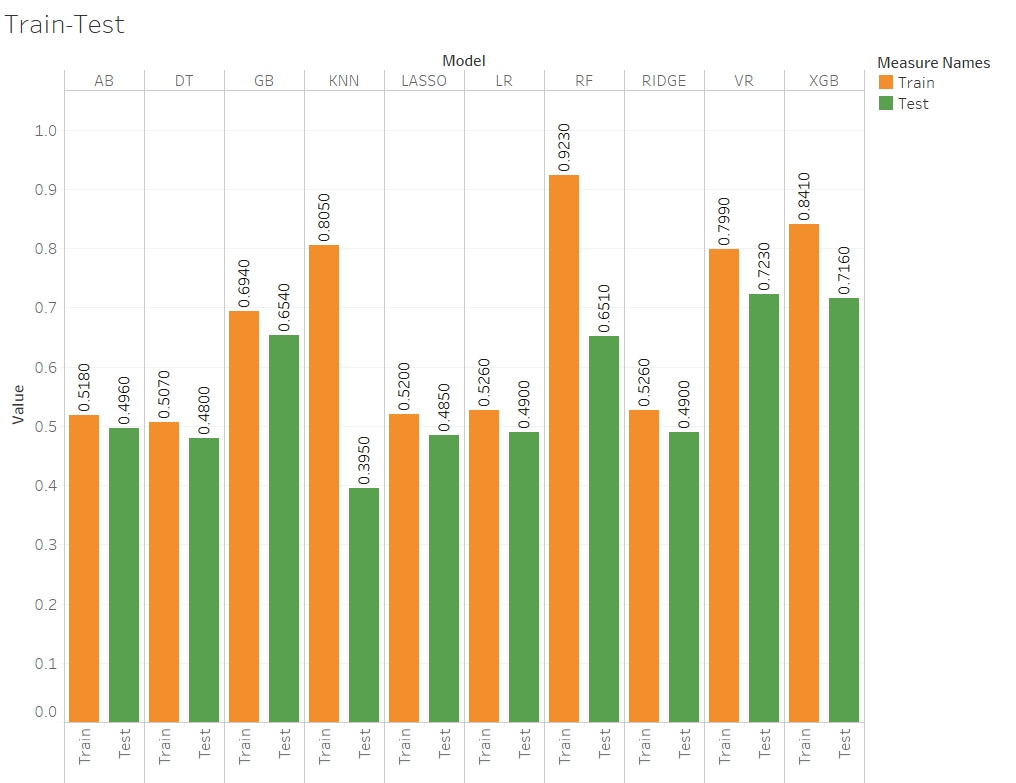 Train-Test
Model
AB DT GB KNN LASSO LR RF RIDGE VR XGB
Measure Names
Train
Test
Value
1.0
0.9
0.8
0.7
0.6
0.5
0.4
0.3
0.2
0.1
0.0
0.5180
0.4960
0.5070
0.4800
0.6940
0.6540
0.8050
0.3950
0.5200
0.4850
0.5260
0.4900
0.9230
0.6510
0.5260
0.4900
0.7990
0.7230
0.8410
0.7160
Train
Test
Train
Test
Train
Test
Train
Test
Train
Test
Train
Test
Train
Test
Train
Test
Train
Test
Train
Test